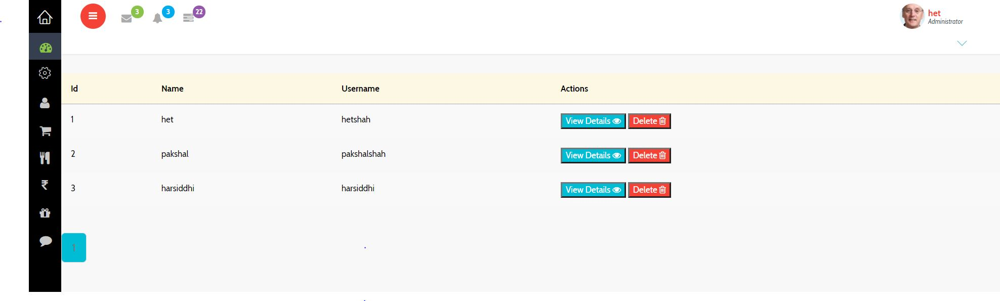 3 3 22
het
Administrator
Id Name Username Actions
1 het hetshah View Details Delete
2 pakshal pakshalshah View Details Delete
3 harsiddhi harsiddhi View Details Delete
1